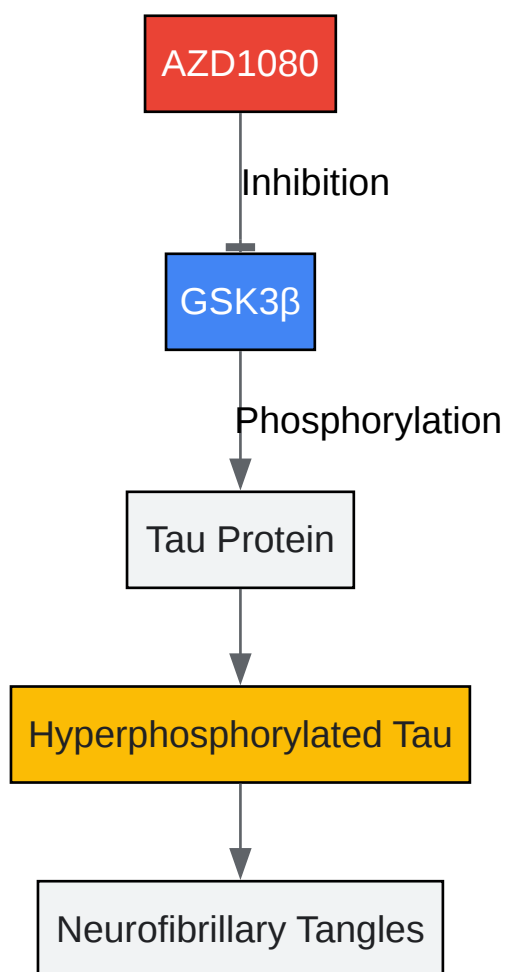 AZD1080
Inhibition
GSK3β
Phosphorylation
Tau Protein
Hyperphosphorylated Tau
Neurofibrillary Tangles